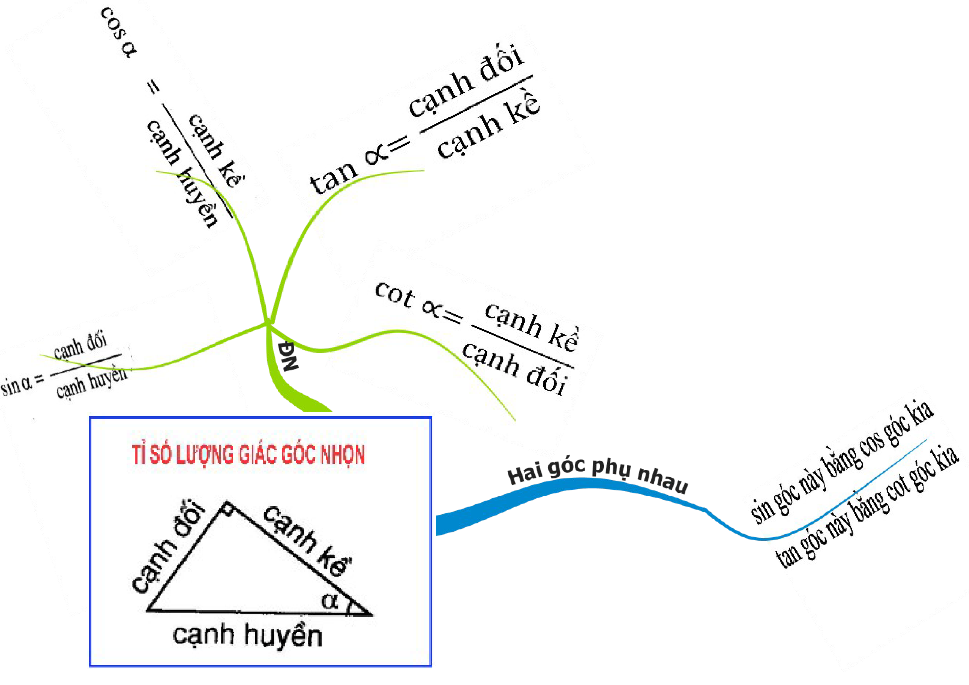 cos α = cạnh kề / cạnh huyền
tan ∝= cạnh đối / cạnh kề
cot ∝= cạnh kề / cạnh đối
sin α = cạnh đối / cạnh huyền
ĐN
TỈ SỐ LƯỢNG GIÁC GÓC NHỌN
cạnh đối
cạnh kề
α
cạnh huyền
Hai góc phụ nhau
sin góc này bằng cos góc kia
tan góc này bằng cot góc kia